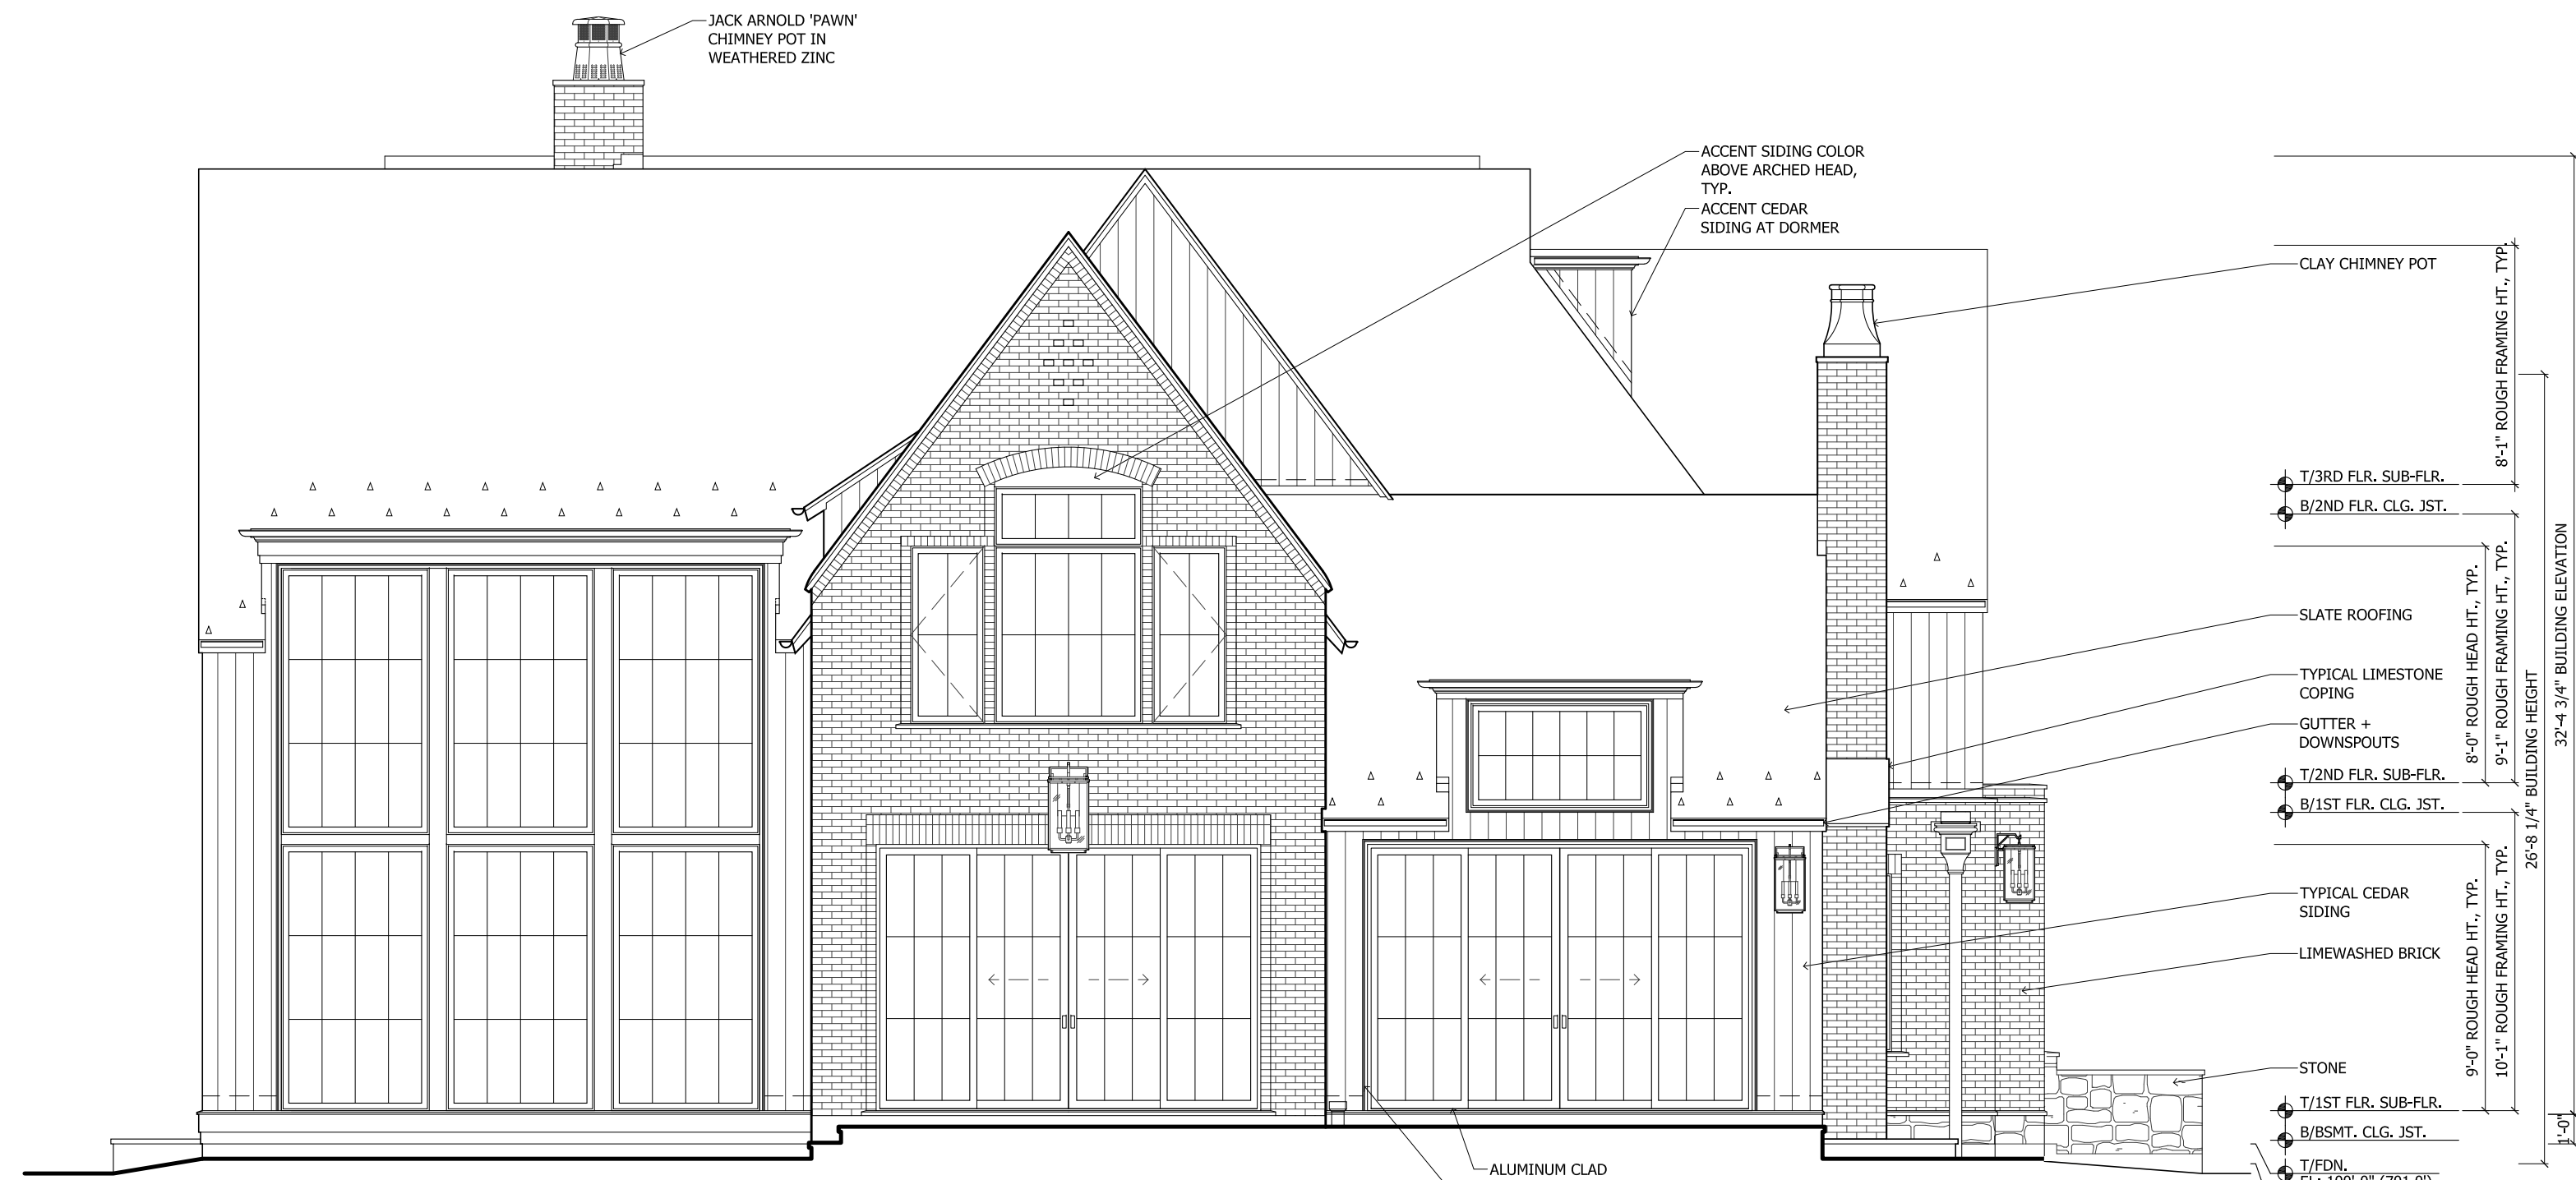 JACK ARNOLD 'PAWN'
CHIMNEY POT IN
WEATHERED ZINC
ACCENT SIDING COLOR
ABOVE ARCHED HEAD,
TYP.
ACCENT CEDAR
SIDING AT DORMER
CLAY CHIMNEY POT
SLATE ROOFING
TYPICAL LIMESTONE
COPING
GUTTER +
DOWNSPOUTS
TYPICAL CEDAR
SIDING
LIMEWASHED BRICK
STONE
ALUMINUM CLAD
T/3RD FLR. SUB-FLR.
B/2ND FLR. CLG. JST.
T/2ND FLR. SUB-FLR.
B/1ST FLR. CLG. JST.
T/1ST FLR. SUB-FLR.
B/BSMT. CLG. JST.
T/FDN.
8'-1" ROUGH FRAMING HT., TYP.
8'-0" ROUGH HEAD HT., TYP.
9'-1" ROUGH FRAMING HT., TYP.
9'-0" ROUGH HEAD HT., TYP.
10'-1" ROUGH FRAMING HT., TYP.
26'-8 1/4" BUILDING HEIGHT
32'-4 3/4" BUILDING ELEVATION
1'-0"